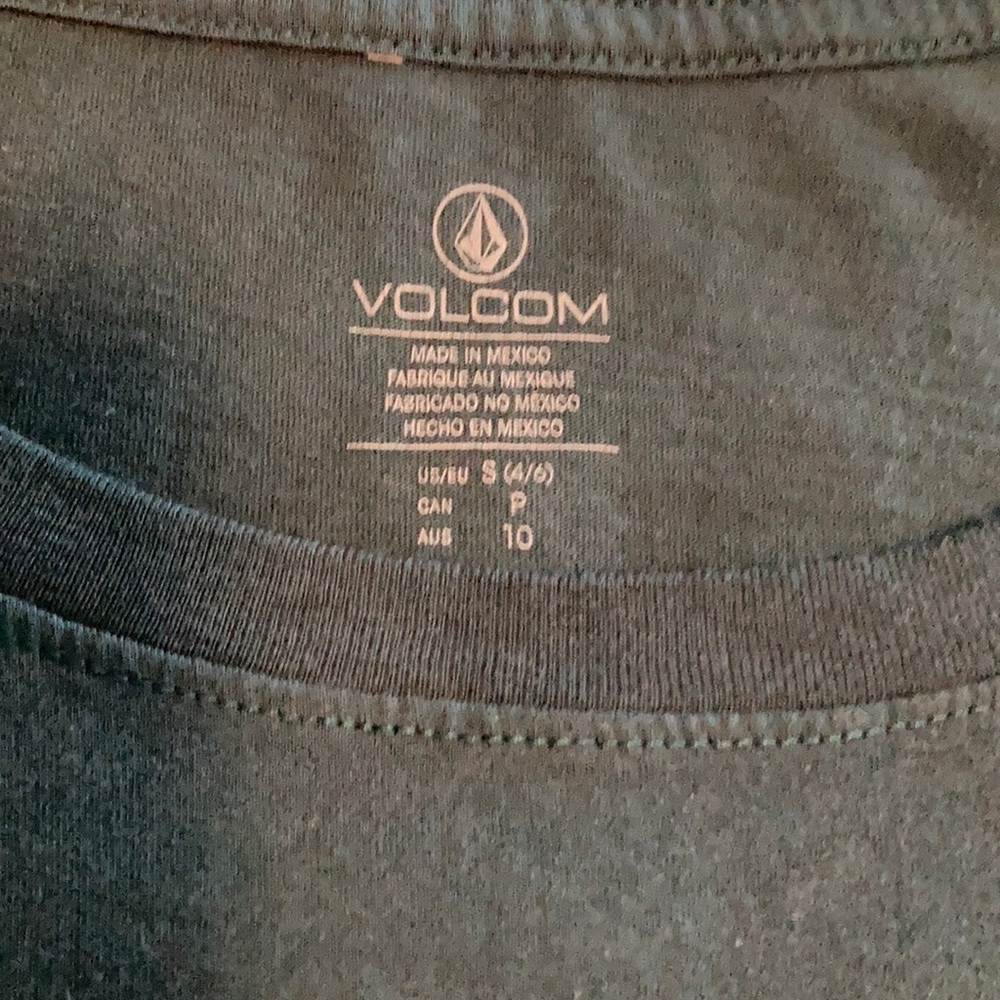 VOLCOM
MADE IN MEXICO
FABRIQUE AU MEXIQUE
FABRICADO NO MÉXICO
HECHO EN MEXICO
US/EU S (4/6)
CAN P
AUS 10